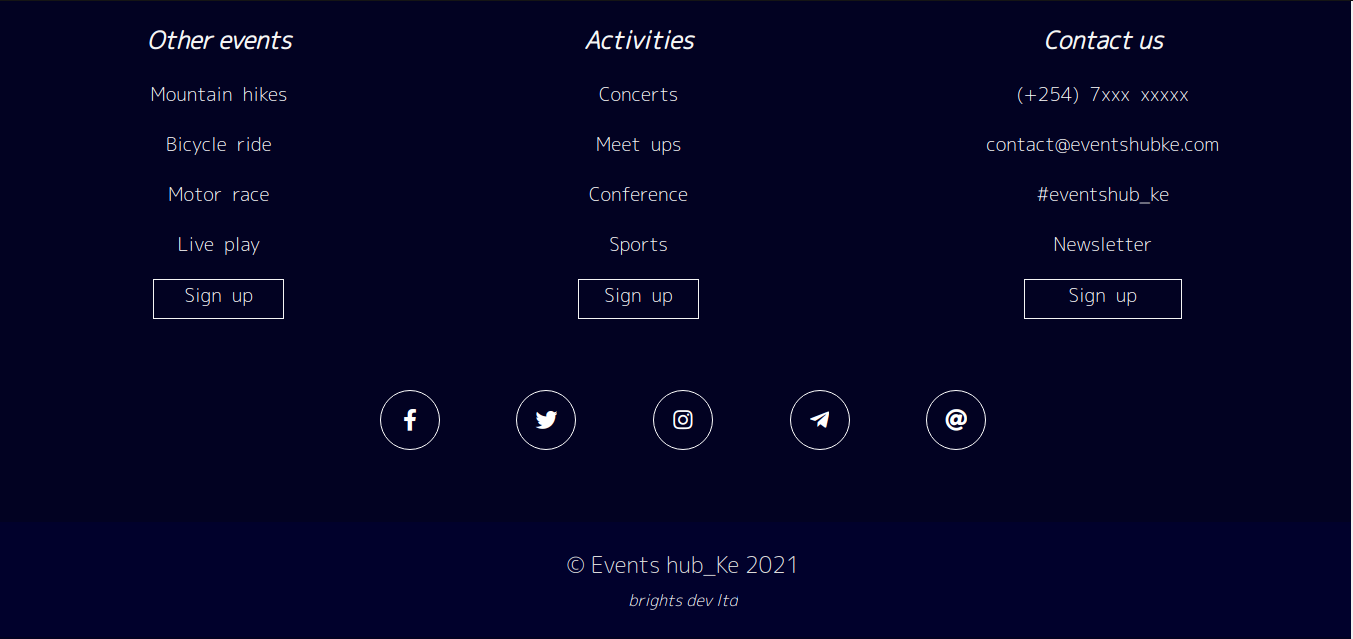 Other events
Mountain hikes
Bicycle ride
Motor race
Live play
Sign up
Activities
Concerts
Meet ups
Conference
Sports
Sign up
Contact us
(+254) 7xxx xxxxx
contact@eventshubke.com
#eventshub_ke
Newsletter
Sign up
© Events hub_Ke 2021
brights dev lta